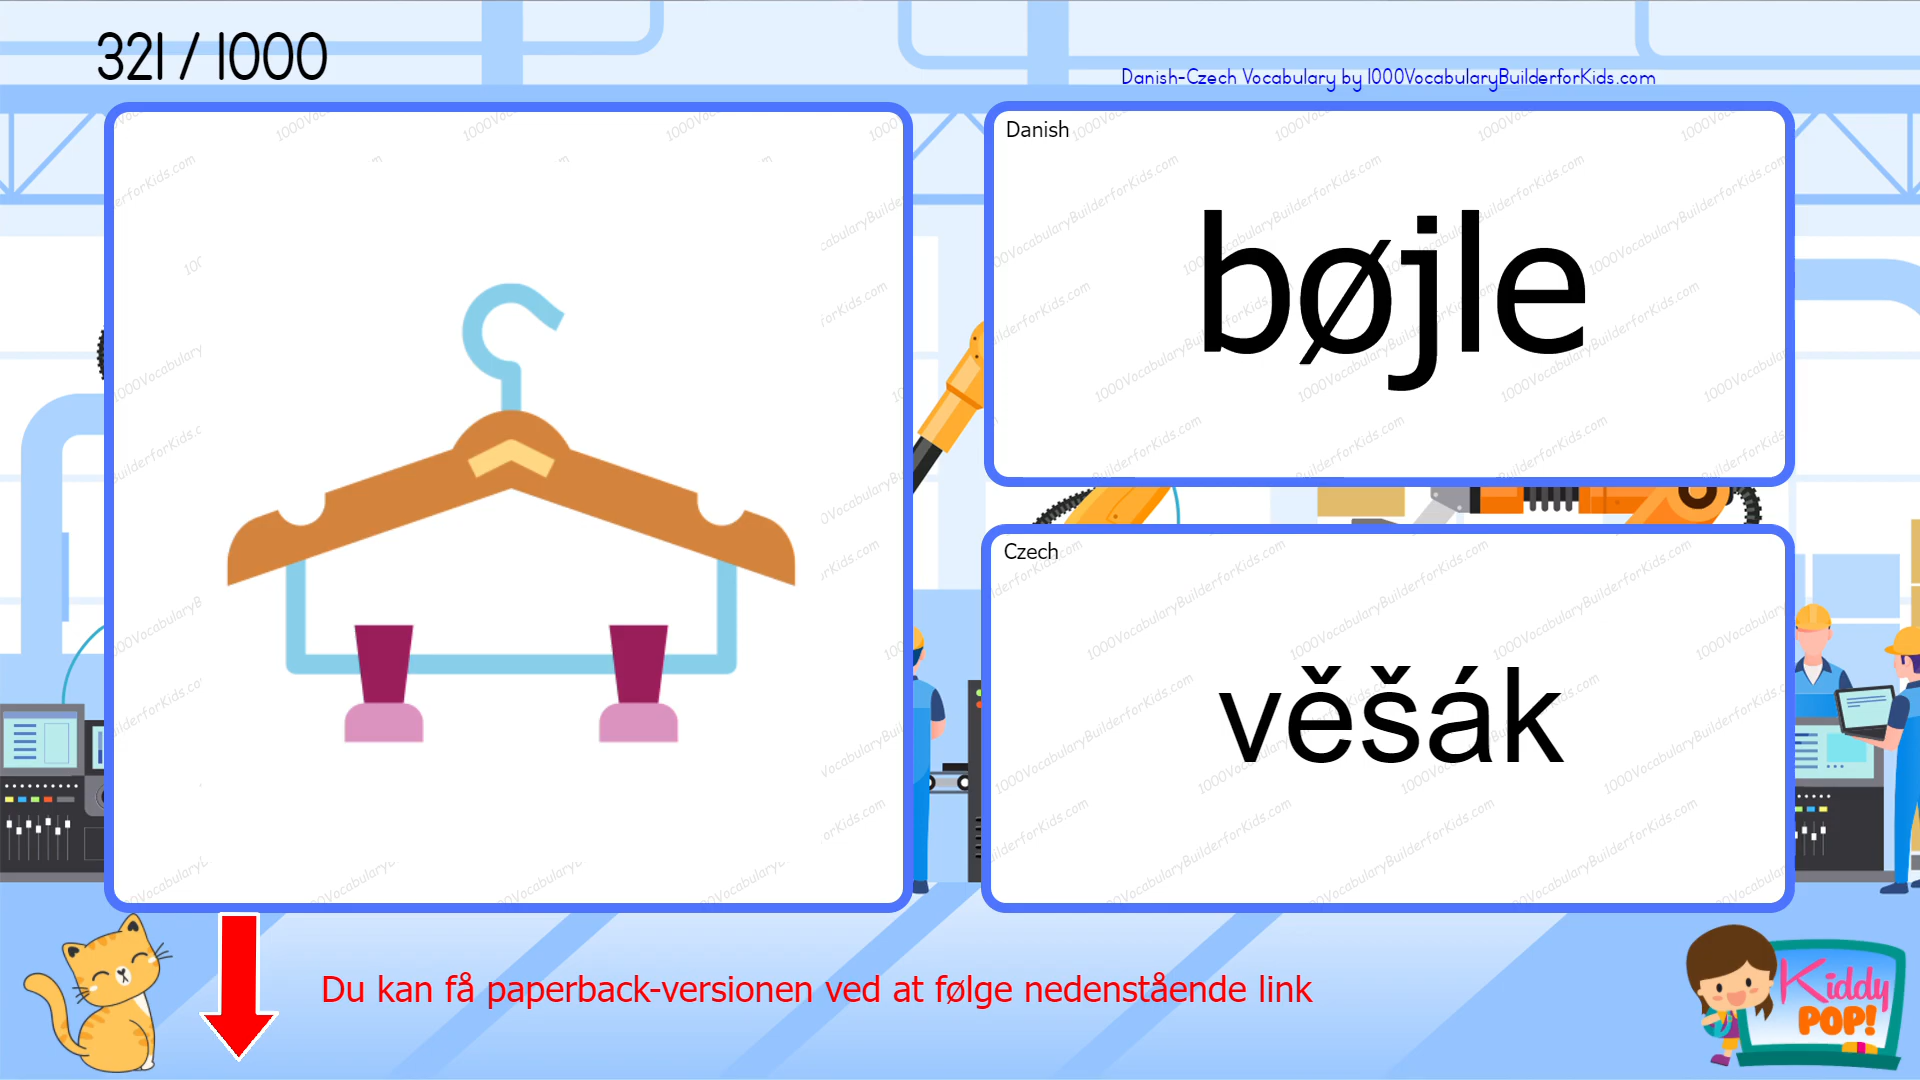 321 / 1000
Danish-Czech Vocabulary by 1000VocabularyBuilderforKids.com
Danish
bøjle
Czech
věšák
Du kan få paperback-versionen ved at følge nedenstående link
Kiddy
POP!